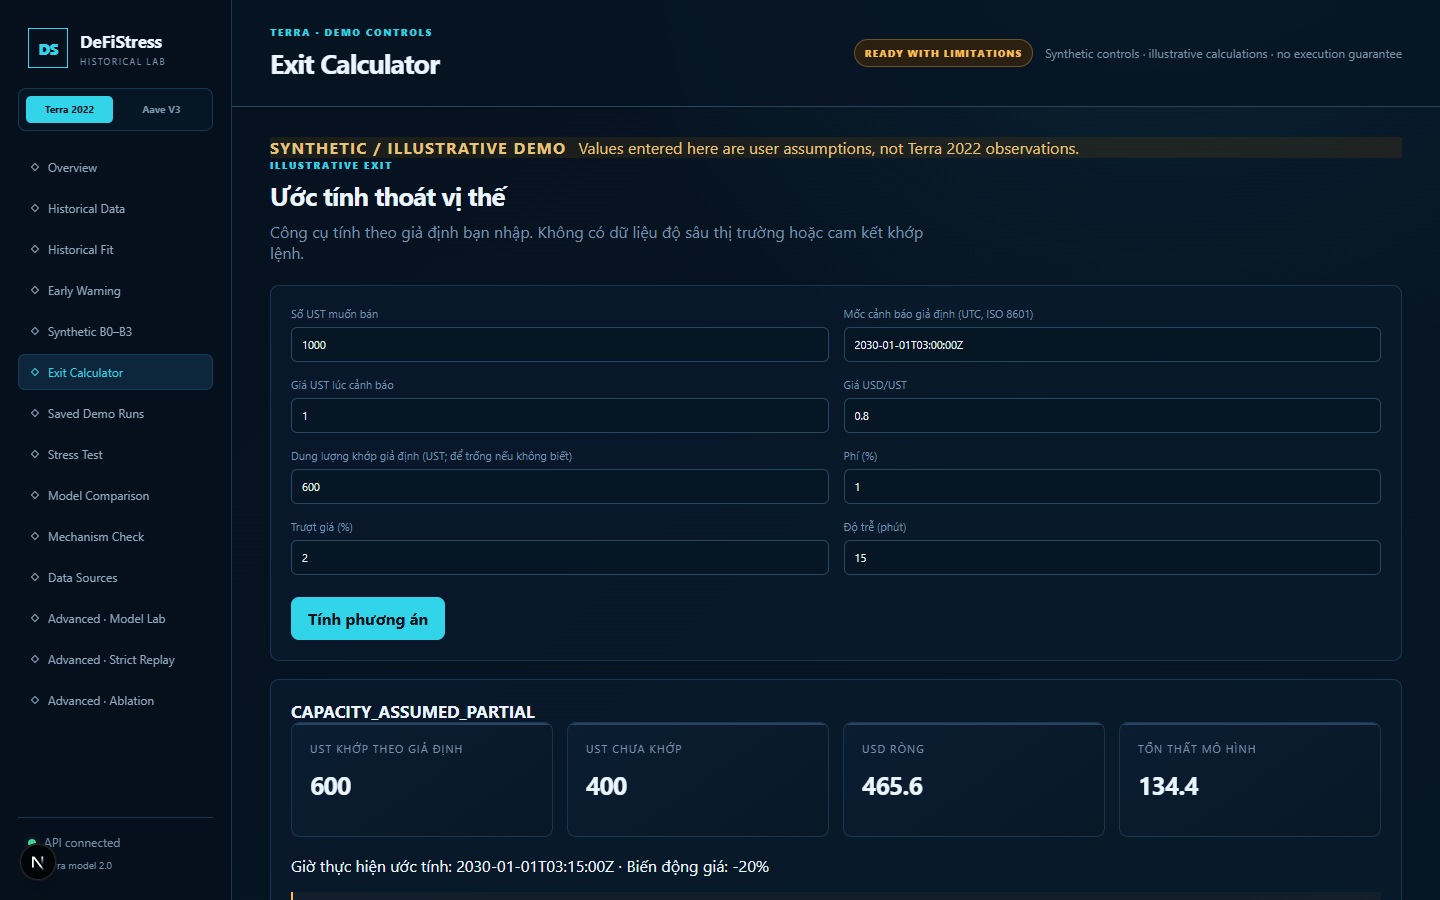 DS
DeFiStress
HISTORICAL LAB
Terra 2022
Aave V3
Overview
Historical Data
Historical Fit
Early Warning
Synthetic B0–B3
Exit Calculator
Saved Demo Runs
Stress Test
Model Comparison
Mechanism Check
Data Sources
Advanced · Model Lab
Advanced · Strict Replay
Advanced · Ablation
API connected
N
ra model 2.0
TERRA · DEMO CONTROLS
Exit Calculator
READY WITH LIMITATIONS
Synthetic controls · illustrative calculations · no execution guarantee
SYNTHETIC / ILLUSTRATIVE DEMO Values entered here are user assumptions, not Terra 2022 observations.
ILLUSTRATIVE EXIT
Ước tính thoát vị thế
Công cụ tính theo giả định bạn nhập. Không có dữ liệu độ sâu thị trường hoặc cam kết khớp
lệnh.
Số UST muốn bán
1000
Mốc cảnh báo giả định (UTC, ISO 8601)
2030-01-01T03:00:00Z
Giá UST lúc cảnh báo
1
Giá USD/UST
0.8
Dung lượng khớp giả định (UST; để trống nếu không biết)
600
Phí (%)
1
Trượt giá (%)
2
Độ trễ (phút)
15
Tính phương án
CAPACITY_ASSUMED_PARTIAL
UST KHỚP THEO GIẢ ĐỊNH
600
UST CHƯA KHỚP
400
USD RÒNG
465.6
TỔN THẤT MÔ HÌNH
134.4
Giờ thực hiện ước tính: 2030-01-01T03:15:00Z · Biến động giá: -20%